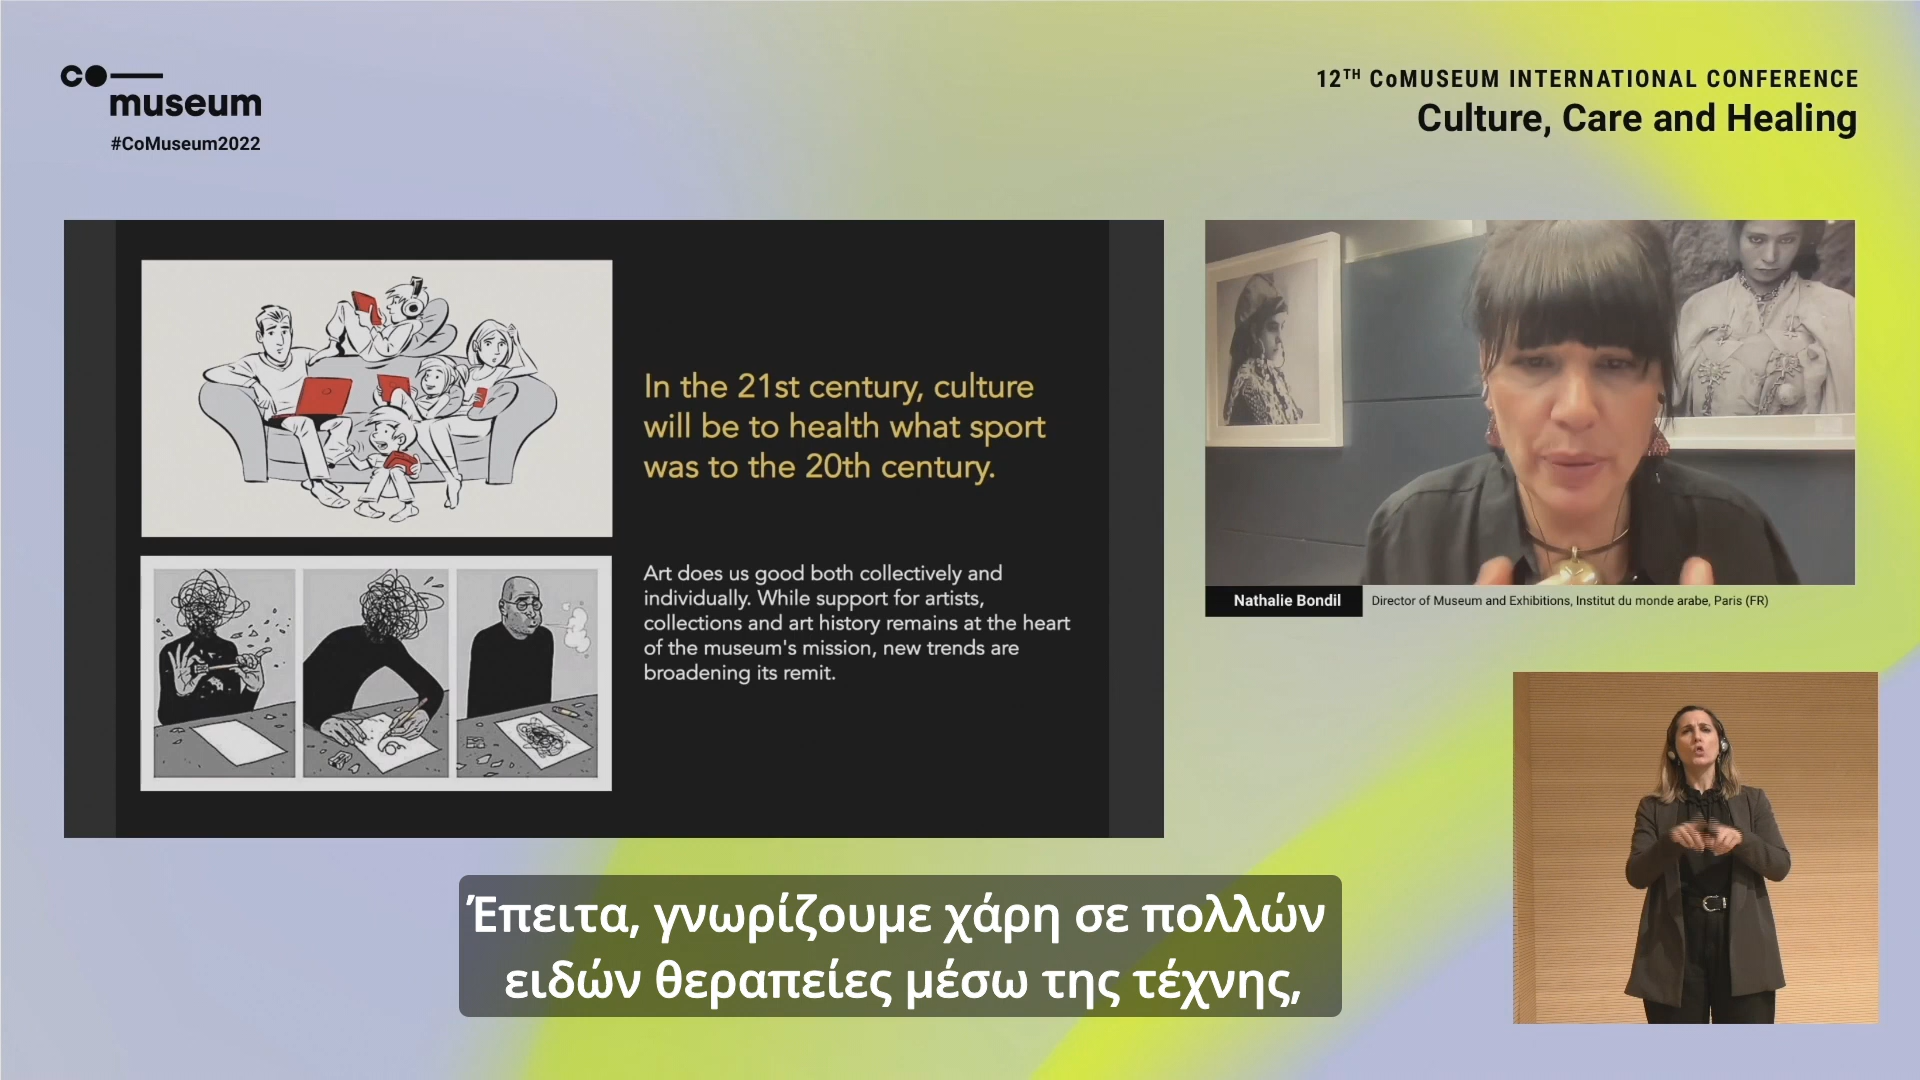 co
museum
#CoMuseum2022
12TH CoMUSEUM INTERNATIONAL CONFERENCE
Culture, Care and Healing
In the 21st century, culture
will be to health what sport
was to the 20th century.
Art does us good both collectively and
individually. While support for artists,
collections and art history remains at the heart
of the museum's mission, new trends are
broadening its remit.
Nathalie Bondil
Director of Museum and Exhibitions, Institut du monde arabe, Paris (FR)
Έπειτα, γνωρίζουμε χάρη σε πολλών
ειδών θεραπείες μέσω της τέχνης,